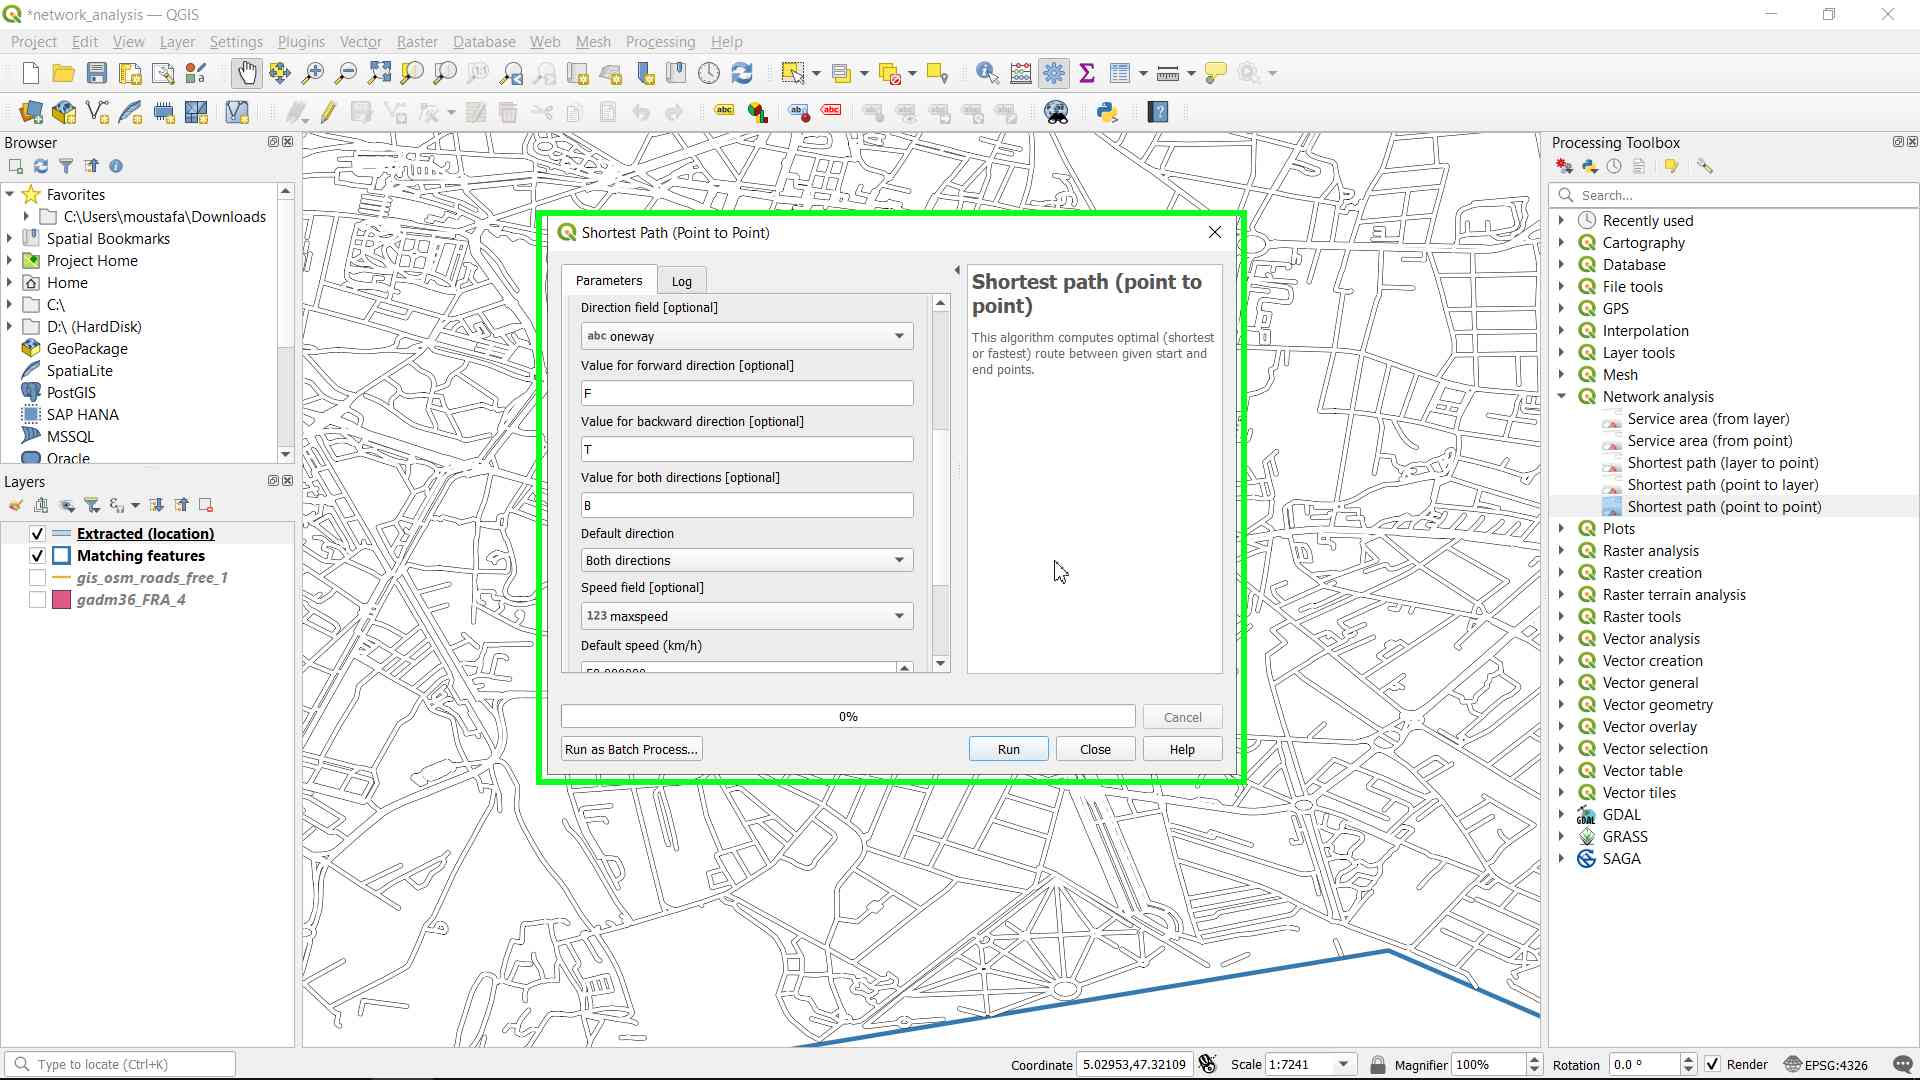 *network_analysis — QGIS
Project Edit View Layer Settings Plugins Vector Raster Database Web Mesh Processing Help
Browser
Favorites
C:\Users\moustafa\Downloads
Spatial Bookmarks
Project Home
Home
C:\
D:\ (HardDisk)
GeoPackage
SpatiaLite
PostGIS
SAP HANA
MSSQL
Oracle
Layers
Extracted (location)
Matching features
gis_osm_roads_free_1
gadm36_FRA_4
Shortest Path (Point to Point)
Parameters Log
Direction field [optional]
abc oneway
Value for forward direction [optional]
F
Value for backward direction [optional]
T
Value for both directions [optional]
B
Default direction
Both directions
Speed field [optional]
123 maxspeed
Default speed (km/h)
Shortest path (point to
point)
This algorithm computes optimal (shortest
or fastest) route between given start and
end points.
0%
Cancel
Run as Batch Process...
Run
Close
Help
Processing Toolbox
Search...
Recently used
Cartography
Database
File tools
GPS
Interpolation
Layer tools
Mesh
Network analysis
Service area (from layer)
Service area (from point)
Shortest path (layer to point)
Shortest path (point to layer)
Shortest path (point to point)
Plots
Raster analysis
Raster creation
Raster terrain analysis
Raster tools
Vector analysis
Vector creation
Vector general
Vector geometry
Vector overlay
Vector selection
Vector table
Vector tiles
GDAL
GRASS
SAGA
Type to locate (Ctrl+K)
Coordinate 5.02953,47.32109
Scale 1:7241
Magnifier 100%
Rotation 0.0 °
Render
EPSG:4326